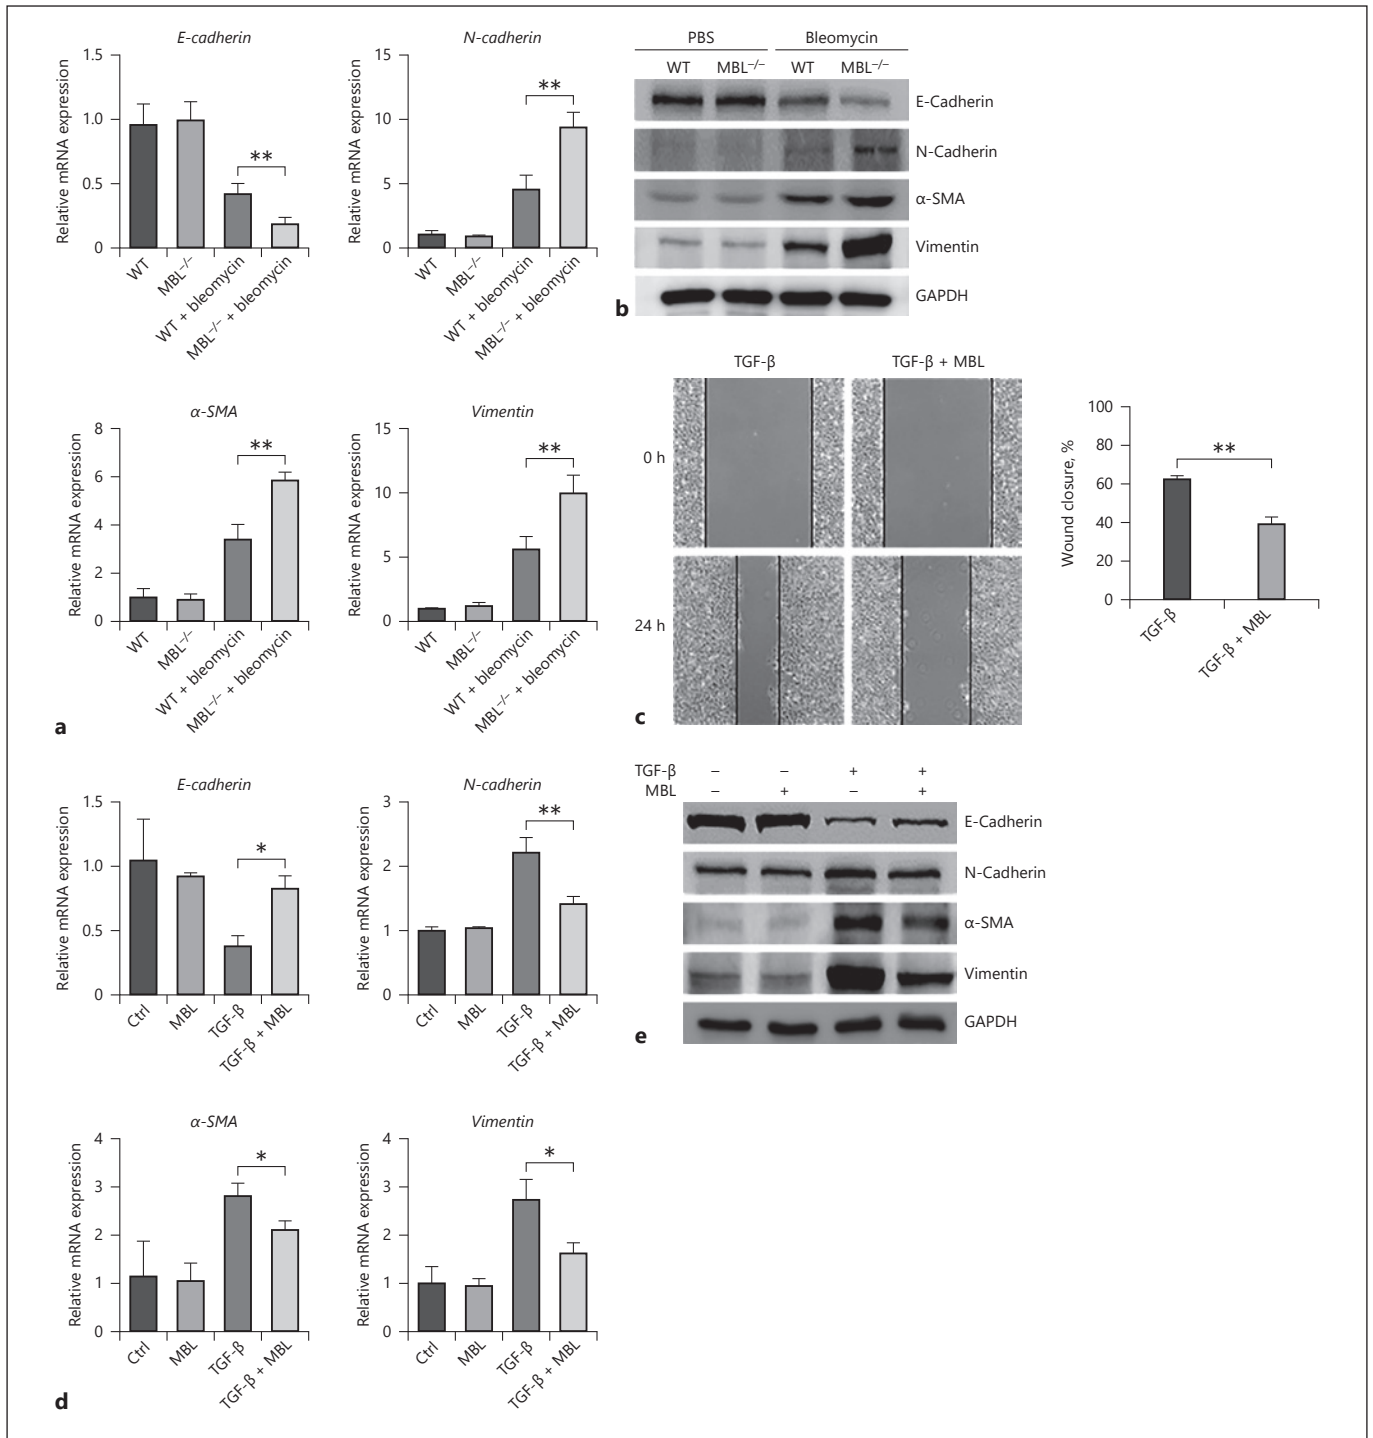 E-cadherin
Relative mRNA expression
1.5
1.0
0.5
0
**
WT
MBL–/–
WT + bleomycin
MBL–/– + bleomycin
N-cadherin
Relative mRNA expression
15
10
5
0
**
WT
MBL–/–
WT + bleomycin
MBL–/– + bleomycin
α-SMA
Relative mRNA expression
8
6
4
2
0
**
WT
MBL–/–
WT + bleomycin
MBL–/– + bleomycin
Vimentin
Relative mRNA expression
15
10
5
0
**
WT
MBL–/–
WT + bleomycin
MBL–/– + bleomycin
a
PBS Bleomycin
WT MBL–/– WT MBL–/–
E-Cadherin
N-Cadherin
α-SMA
Vimentin
GAPDH
b
TGF-β TGF-β + MBL
0 h
24 h
c
Wound closure, %
100
80
60
40
20
0
**
TGF-β
TGF-β + MBL
E-cadherin
Relative mRNA expression
1.5
1.0
0.5
0
*
Ctrl
MBL
TGF-β
TGF-β + MBL
N-cadherin
Relative mRNA expression
3
2
1
0
**
Ctrl
MBL
TGF-β
TGF-β + MBL
α-SMA
Relative mRNA expression
4
3
2
1
0
*
Ctrl
MBL
TGF-β
TGF-β + MBL
Vimentin
Relative mRNA expression
4
3
2
1
0
*
Ctrl
MBL
TGF-β
TGF-β + MBL
d
TGF-β – – + +
MBL – + – +
E-Cadherin
N-Cadherin
α-SMA
Vimentin
GAPDH
e